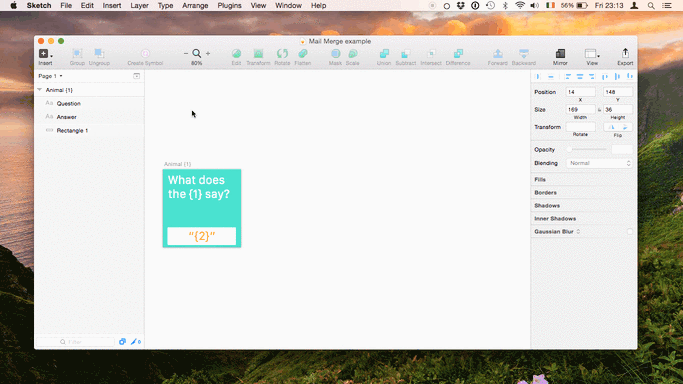 Sketch File Edit Insert Layer Type Arrange Plugins View Window Help 56% Fri 23:13
Mail Merge example
Insert Group Ungroup Create Symbol 80% Edit Transform Rotate Flatten Mask Scale Union Subtract Intersect Difference Forward Backward Mirror View Export
Page 1
Animal {1}
Aa Question
Aa Answer
Rectangle 1
Animal {1}
What does
the {1} say?
"{2}"
Position 14 148
X Y
Size 169 36
Width Height
Transform
Rotate Flip
Opacity
Blending Normal
Fills
Borders
Shadows
Inner Shadows
Gaussian Blur
Filter 6